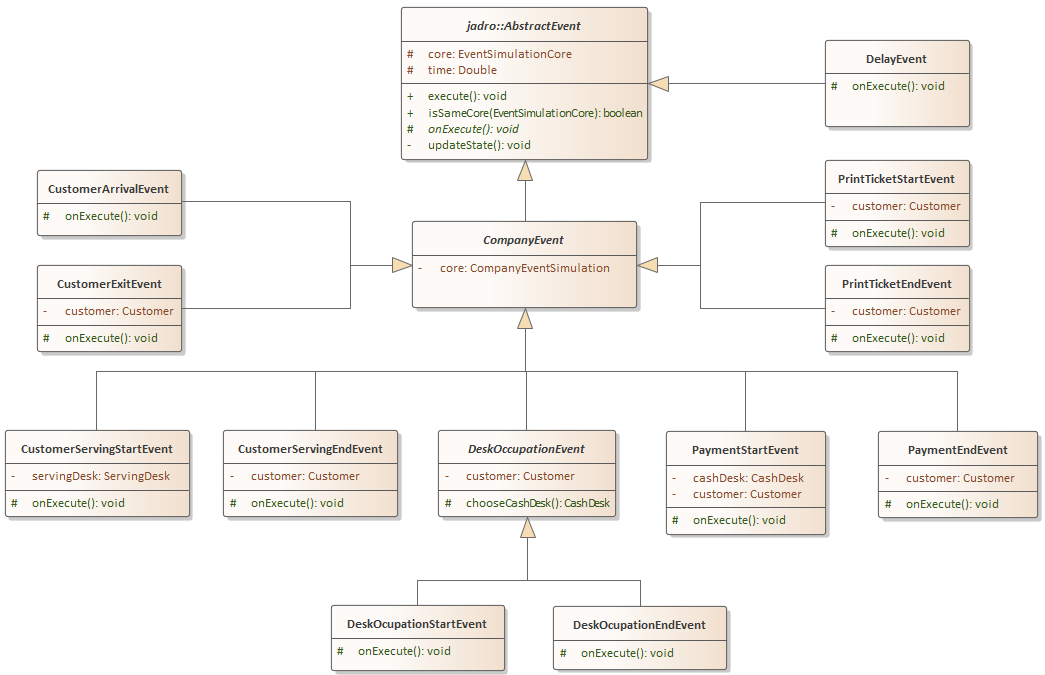 jadro::AbstractEvent
# core: EventSimulationCore
# time: Double
+ execute(): void
+ isSameCore(EventSimulationCore): boolean
# onExecute(): void
- updateState(): void
DelayEvent
# onExecute(): void
CustomerArrivalEvent
# onExecute(): void
PrintTicketStartEvent
- customer: Customer
# onExecute(): void
CompanyEvent
- core: CompanyEventSimulation
CustomerExitEvent
- customer: Customer
# onExecute(): void
PrintTicketEndEvent
- customer: Customer
# onExecute(): void
CustomerServingStartEvent
- servingDesk: ServingDesk
# onExecute(): void
CustomerServingEndEvent
- customer: Customer
# onExecute(): void
DeskOccupationEvent
- customer: Customer
# chooseCashDesk(): CashDesk
PaymentStartEvent
- cashDesk: CashDesk
- customer: Customer
# onExecute(): void
PaymentEndEvent
- customer: Customer
# onExecute(): void
DeskOcupationStartEvent
# onExecute(): void
DeskOcupationEndEvent
# onExecute(): void